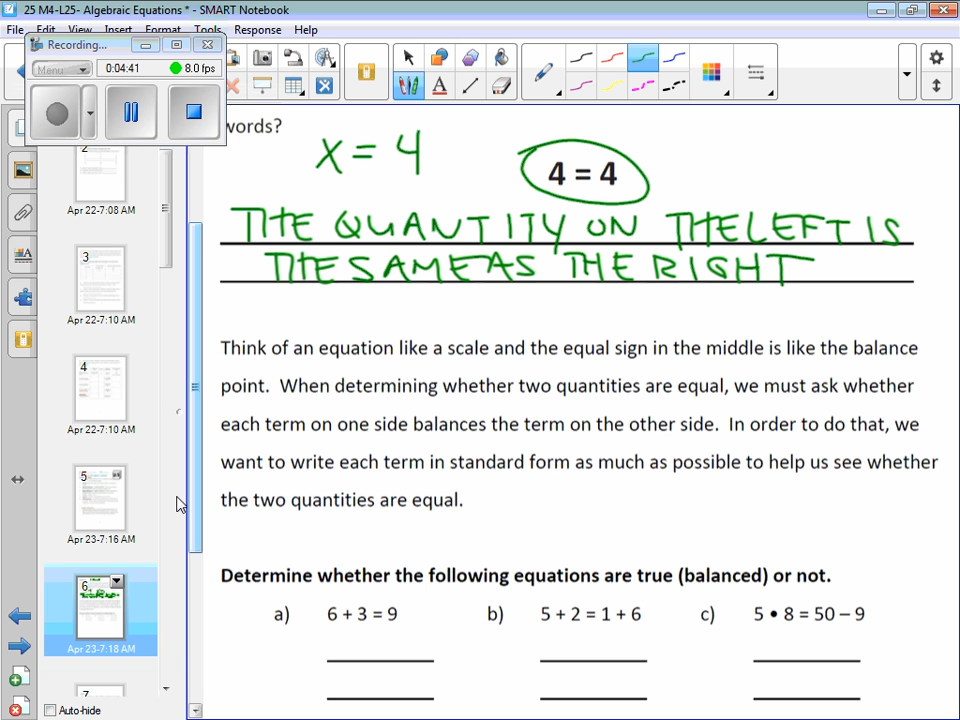 25 M4-L25- Algebraic Equations * - SMART Notebook
File Edit View Insert Format Tools Response Help
Recording...
Menu 0:04:41 8.0 fps
words?
x = 4
4 = 4
THE QUANTITY ON THE LEFT IS
THE SAME AS THE RIGHT
Think of an equation like a scale and the equal sign in the middle is like the balance
point. When determining whether two quantities are equal, we must ask whether
each term on one side balances the term on the other side. In order to do that, we
want to write each term in standard form as much as possible to help us see whether
the two quantities are equal.
Determine whether the following equations are true (balanced) or not.
a) 6 + 3 = 9 b) 5 + 2 = 1 + 6 c) 5 • 8 = 50 – 9
2
Apr 22-7:08 AM
3
Apr 22-7:10 AM
4
Apr 22-7:10 AM
5
Apr 23-7:16 AM
6
Apr 23-7:18 AM
7
Auto-hide